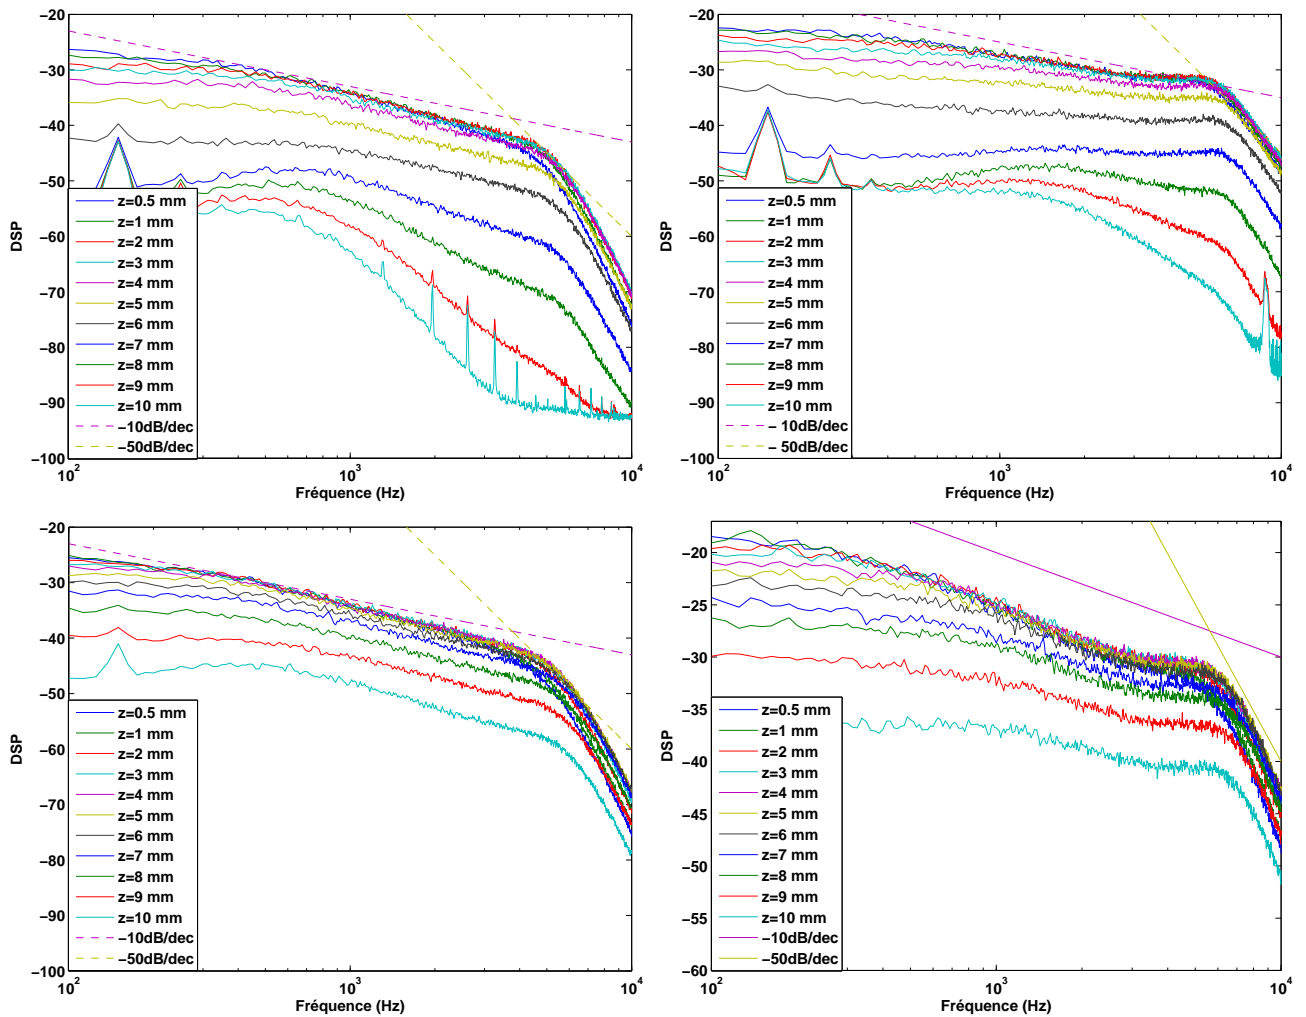 −20
−30
−40
−50
−60
−70
−80
−90
−100
DSP
z=0.5 mm
z=1 mm
z=2 mm
z=3 mm
z=4 mm
z=5 mm
z=6 mm
z=7 mm
z=8 mm
z=9 mm
z=10 mm
−10dB/dec
−50dB/dec
10²
10³
10⁴
Fréquence (Hz)
−20
−30
−40
−50
−60
−70
−80
−90
−100
DSP
z=0.5 mm
z=1 mm
z=2 mm
z=3 mm
z=4 mm
z=5 mm
z=6 mm
z=7 mm
z=8 mm
z=9 mm
z=10 mm
− 10dB/dec
− 50dB/dec
10²
10³
10⁴
Fréquence (Hz)
−20
−30
−40
−50
−60
−70
−80
−90
−100
DSP
z=0.5 mm
z=1 mm
z=2 mm
z=3 mm
z=4 mm
z=5 mm
z=6 mm
z=7 mm
z=8 mm
z=9 mm
z=10 mm
−10dB/dec
−50dB/dec
10²
10³
10⁴
Fréquence (Hz)
−20
−25
−30
−35
−40
−45
−50
−55
−60
DSP
z=0.5 mm
z=1 mm
z=2 mm
z=3 mm
z=4 mm
z=5 mm
z=6 mm
z=7 mm
z=8 mm
z=9 mm
z=10 mm
−10dB/dec
−50dB/dec
10²
10³
10⁴
Fréquence (Hz)